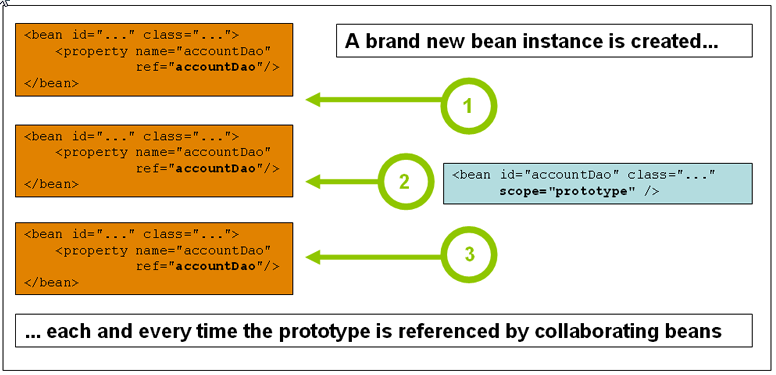 <bean id="..." class="...">
<property name="accountDao"
ref="accountDao"/>
</bean>
A brand new bean instance is created...
1
<bean id="..." class="...">
<property name="accountDao"
ref="accountDao"/>
</bean>
2
<bean id="accountDao" class="..."
scope="prototype" />
<bean id="..." class="...">
<property name="accountDao"
ref="accountDao"/>
</bean>
3
... each and every time the prototype is referenced by collaborating beans